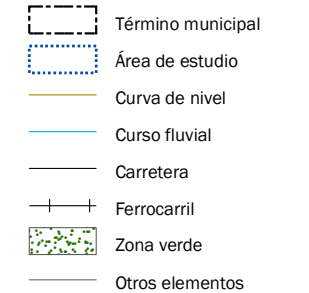 Término municipal
Área de estudio
Curva de nivel
Curso fluvial
Carretera
Ferrocarril
Zona verde
Otros elementos